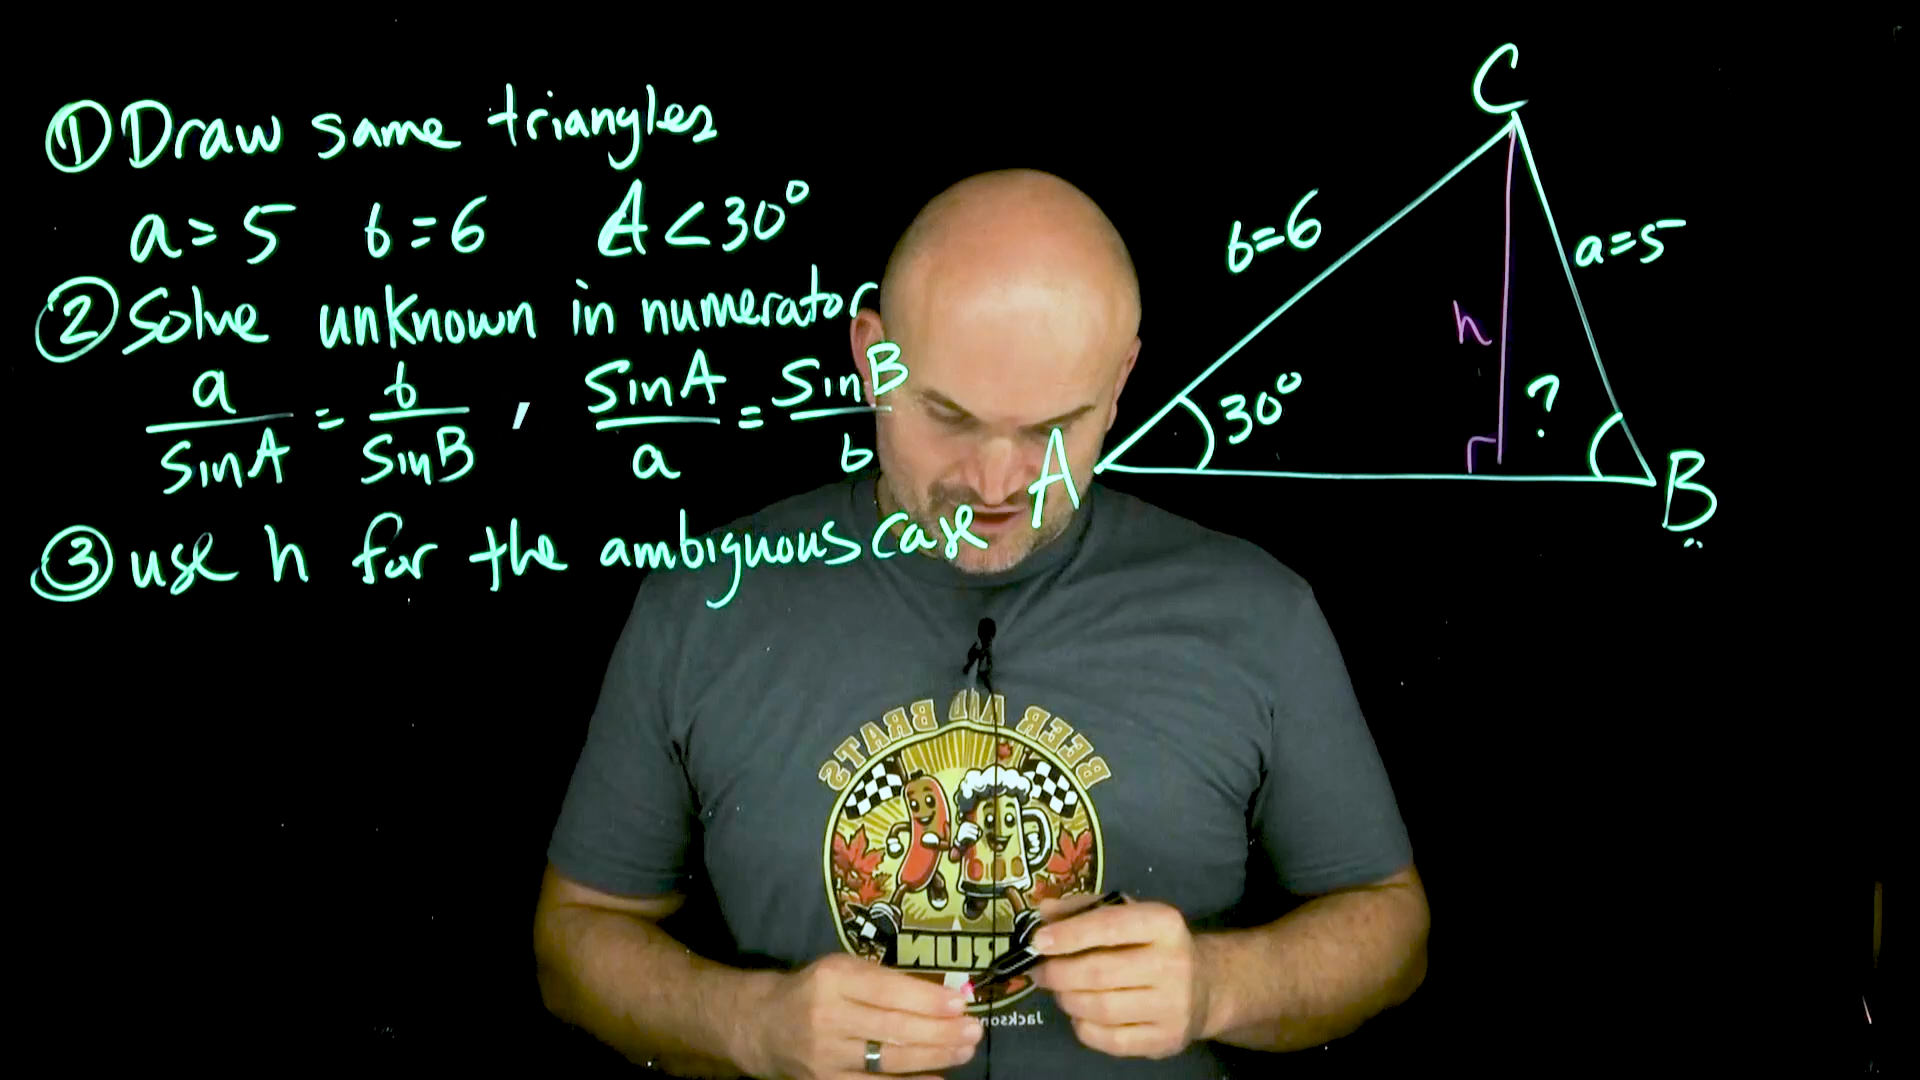 ① Draw same triangles
a = 5 b = 6 A < 30°
② Solve unknown in numerator
a/SinA = b/SinB , SinA/a = SinB/b
③ use h for the ambiguous case
C
b=6
a=5
h
30°
?
A
B
BEER AND BRATS
RUN